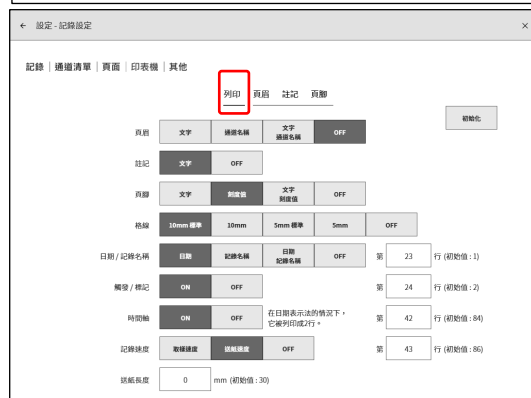 ← 設定 - 記錄設定 ×
記錄 | 通道清單 | 頁面 | 印表機 | 其他
列印 頁眉 註記 頁腳
初始化
頁眉 文字 通道名稱 文字 通道名稱 OFF
註記 文字 OFF
頁腳 文字 刻度值 文字 刻度值 OFF
格線 10mm 標準 10mm 5mm 標準 5mm OFF
日期 / 記錄名稱 日期 記錄名稱 日期 記錄名稱 OFF 第 23 行 (初始值 : 1)
觸發 / 標記 ON OFF 第 24 行 (初始值 : 2)
時間軸 ON OFF 在日期表示法的情況下， 它被列印成2行。 第 42 行 (初始值 : 84)
記錄速度 取樣速度 送紙速度 OFF 第 43 行 (初始值 : 86)
送紙長度 0 mm (初始值 : 30)